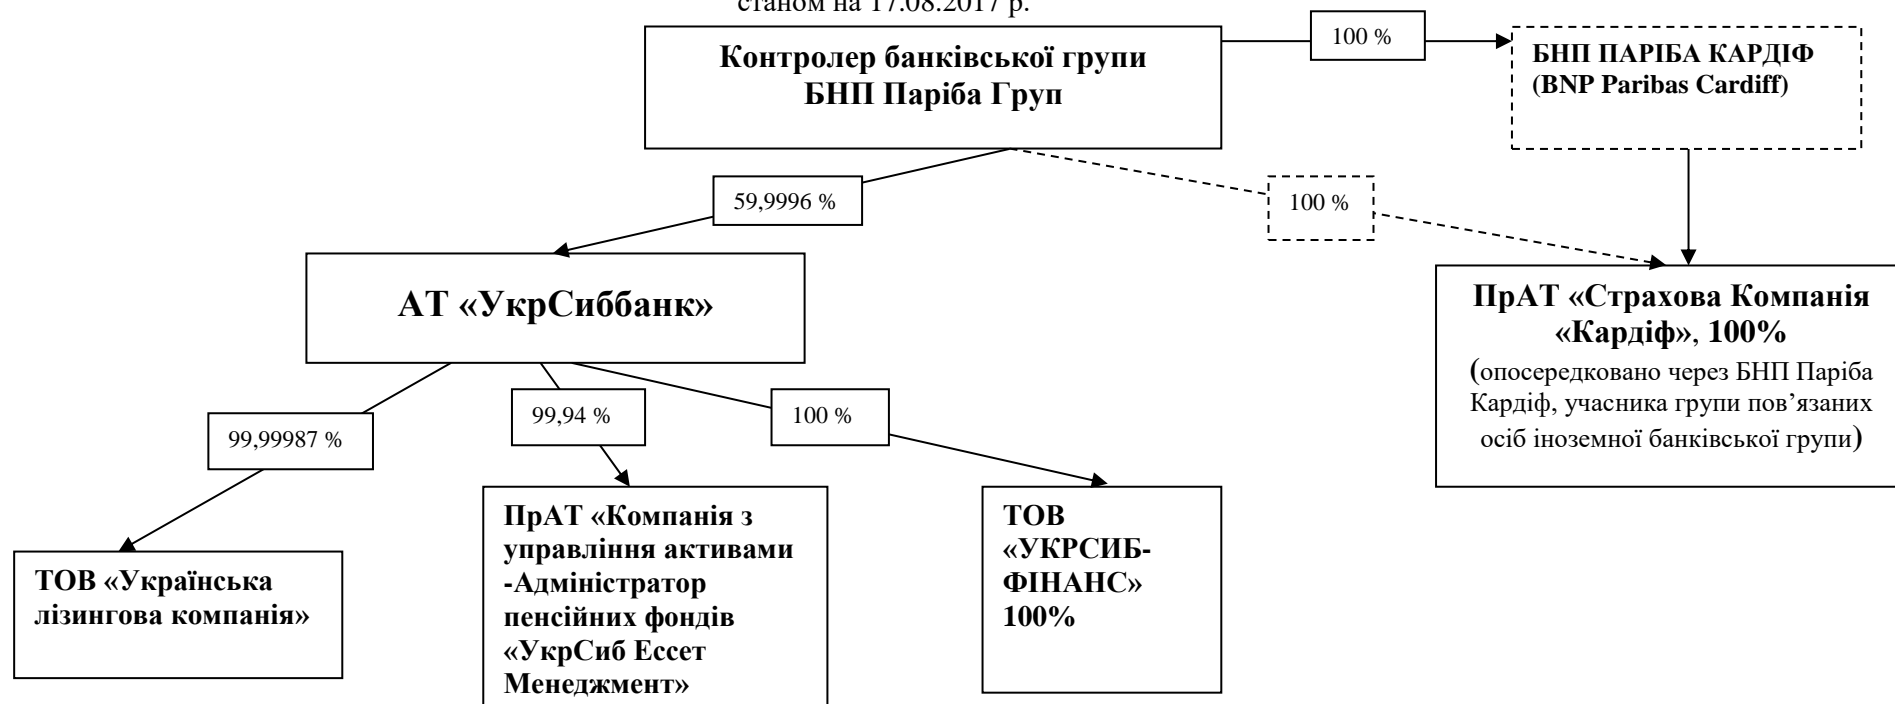 станом на 17.08.2017 р.
Контролер банківської групи
БНП Паріба Груп
100 %
БНП ПАРІБА КАРДІФ
(BNP Paribas Cardiff)
59,9996 %
100 %
АТ «УкрСиббанк»
ПрАТ «Страхова Компанія
«Кардіф», 100%
(опосередковано через БНП Паріба
Кардіф, учасника групи пов’язаних
осіб іноземної банківської групи)
99,99987 %
99,94 %
100 %
ТОВ «Українська
лізингова компанія»
ПрАТ «Компанія з
управління активами
-Адміністратор
пенсійних фондів
«УкрСиб Ессет
Менеджмент»
ТОВ
«УКРСИБ-
ФІНАНС»
100%